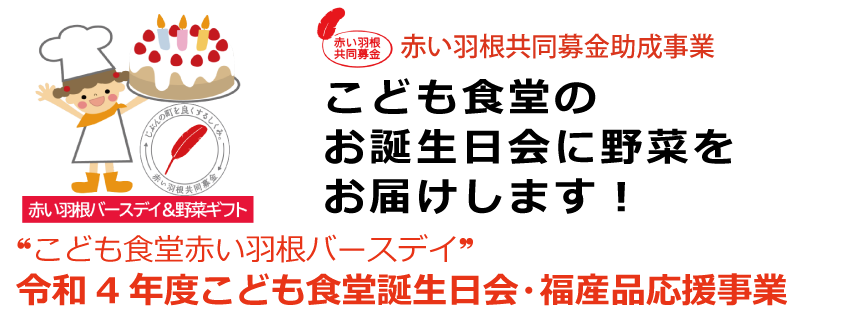 赤い羽根
共同募金
赤い羽根共同募金助成事業
こども食堂の
お誕生日会に野菜を
お届けします！
じぶんの町を良くするしくみ。
赤い羽根共同募金
赤い羽根バースデイ&野菜ギフト
“こども食堂赤い羽根バースデイ”
令和4年度こども食堂誕生日会・福産品応援事業